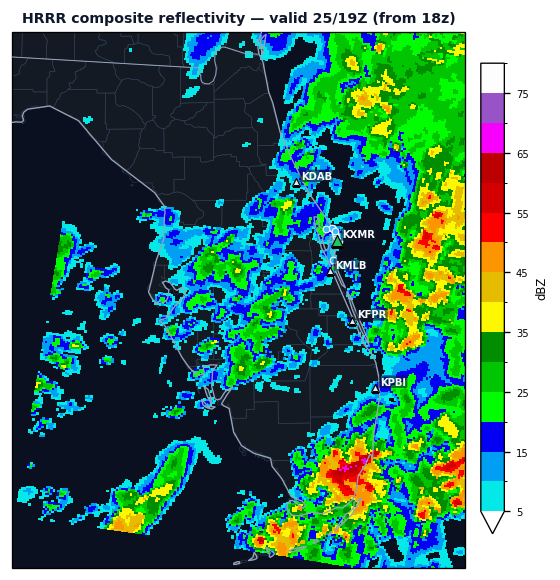 HRRR composite reflectivity — valid 25/19Z (from 18z)
75
65
55
45
35
25
15
5
dBZ
KDAB
KXMR
KMLB
KFPR
KPBI